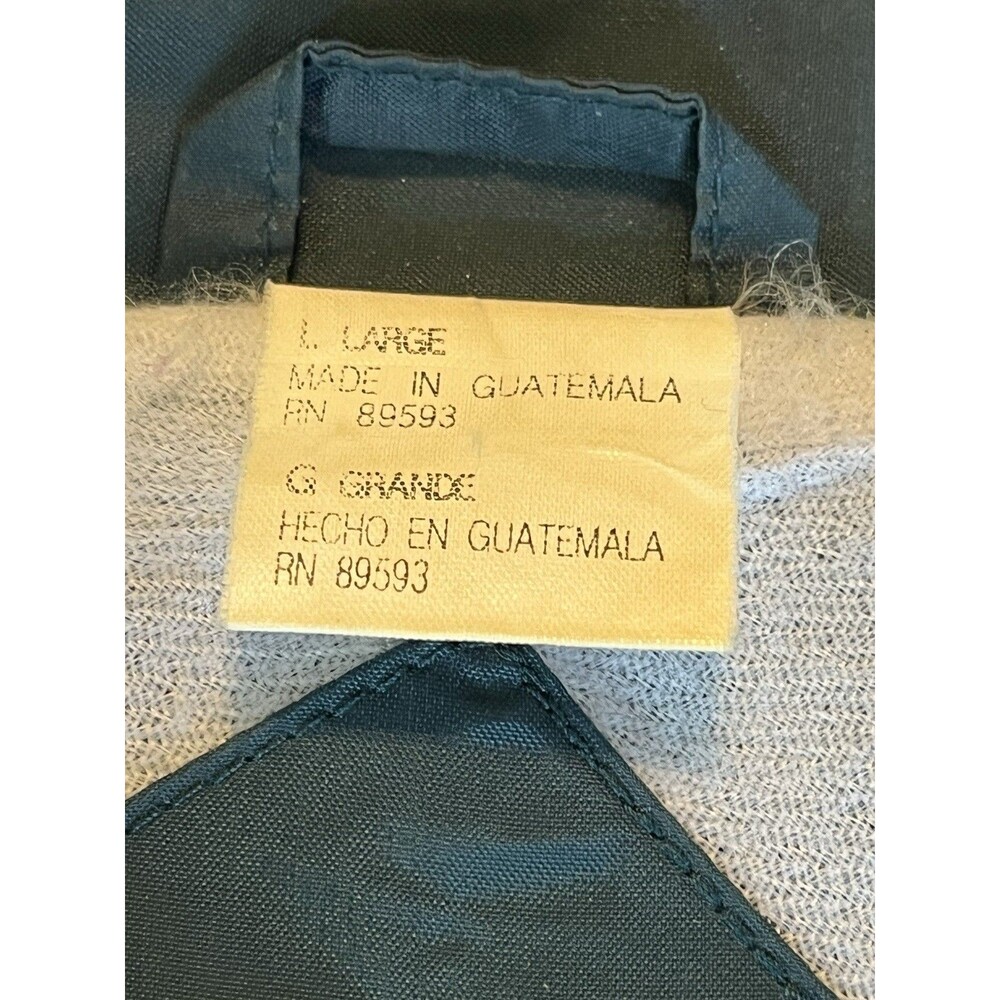 L LARGE
MADE IN GUATEMALA
RN 89593
G GRANDE
HECHO EN GUATEMALA
RN 89593